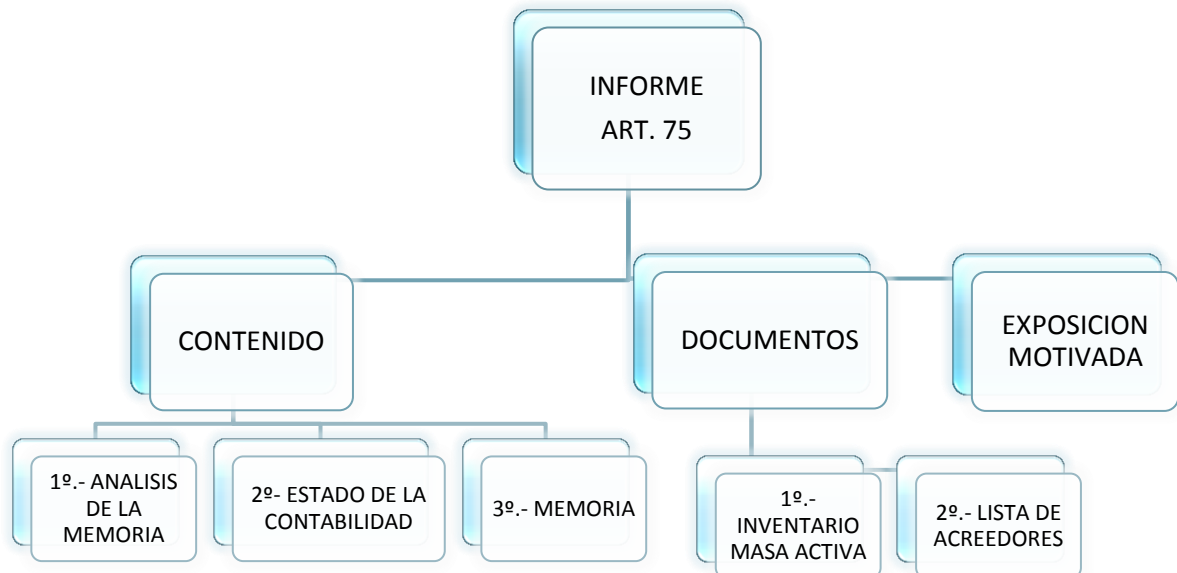 INFORME
ART. 75
CONTENIDO
DOCUMENTOS
EXPOSICION
MOTIVADA
1º.- ANALISIS
DE LA
MEMORIA
2º- ESTADO DE LA
CONTABILIDAD
3º.- MEMORIA
1º.-
INVENTARIO
MASA ACTIVA
2º.- LISTA DE
ACREEDORES